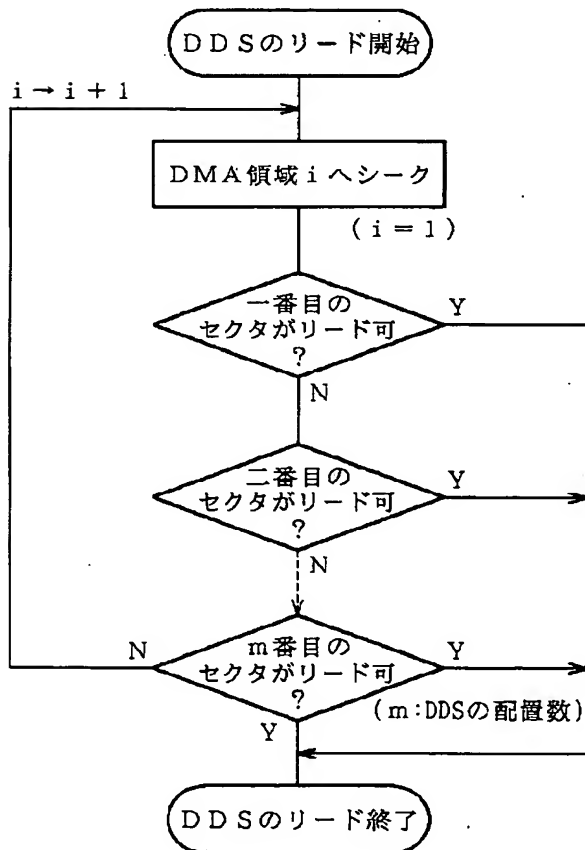 DDSのリード開始
i→i+1
DMA領域iへシーク
(i=1)
一番目の
セクタがリード可
?
Y
N
二番目の
セクタがリード可
?
Y
N
m番目の
セクタがリード可
?
N
Y
(m:DDSの配置数)
Y
DDSのリード終了